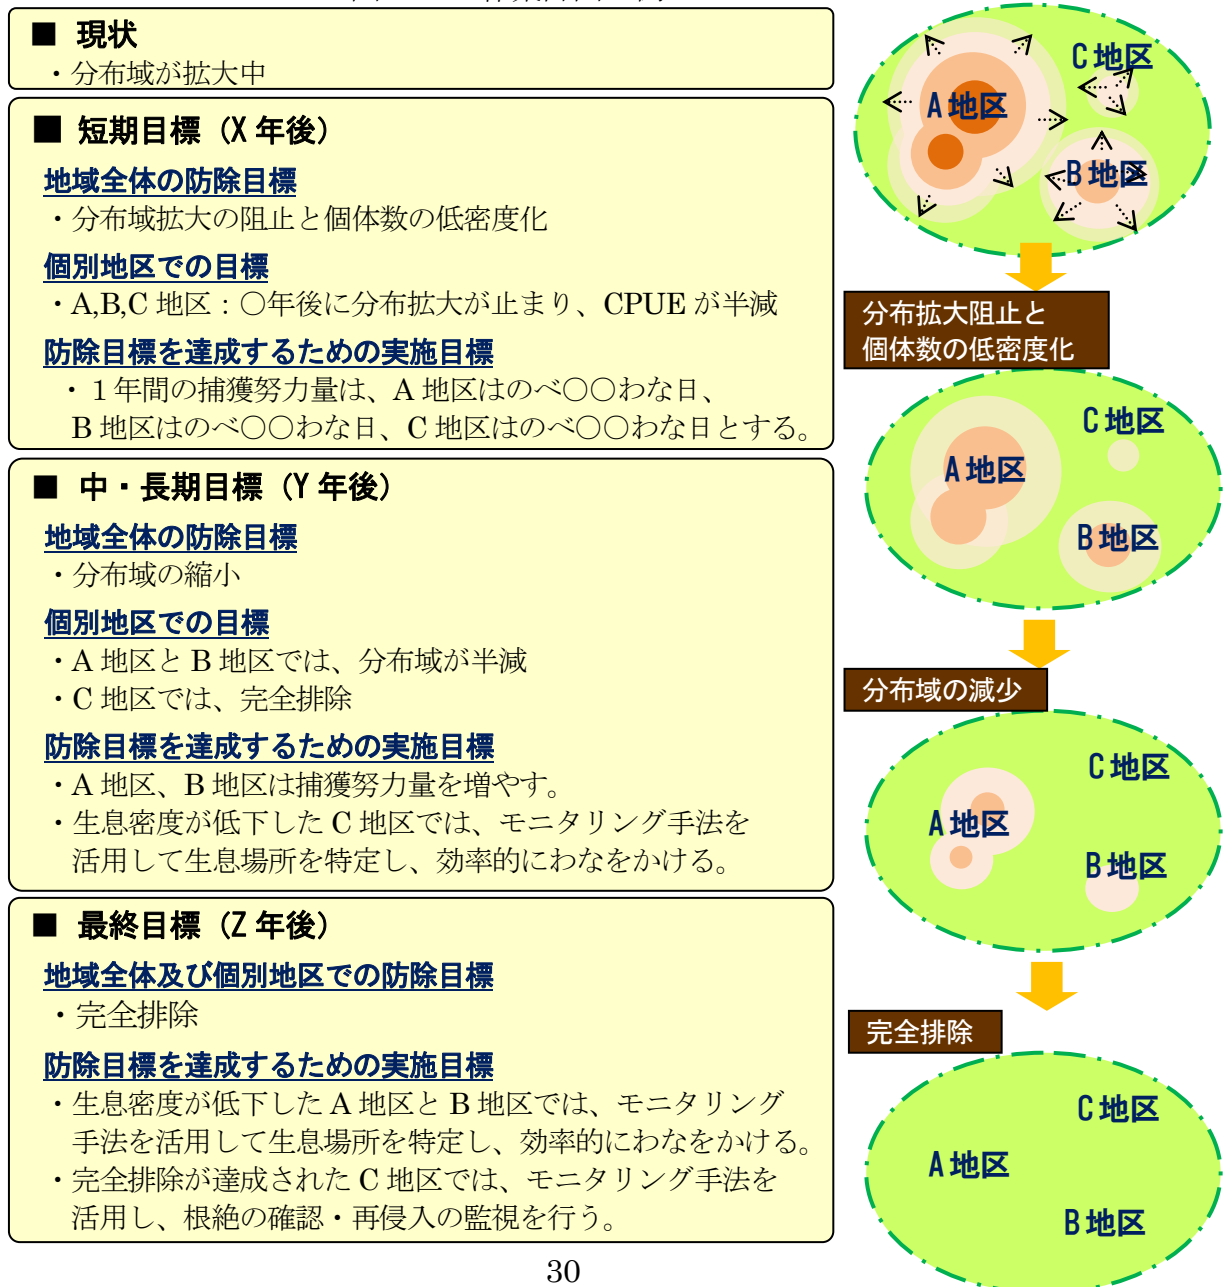 ■ 現状
・分布域が拡大中
■ 短期目標（X 年後）
地域全体の防除目標
・分布域拡大の阻止と個体数の低密度化
個別地区での目標
・A,B,C 地区：○年後に分布拡大が止まり、CPUE が半減
防除目標を達成するための実施目標
・１年間の捕獲努力量は、A 地区はのべ○○わな日、
B 地区はのべ○○わな日、C 地区はのべ○○わな日とする。
■ 中・長期目標（Y 年後）
地域全体の防除目標
・分布域の縮小
個別地区での目標
・A 地区と B 地区では、分布域が半減
・C 地区では、完全排除
防除目標を達成するための実施目標
・A 地区、B 地区は捕獲努力量を増やす。
・生息密度が低下した C 地区では、モニタリング手法を
活用して生息場所を特定し、効率的にわなをかける。
■ 最終目標（Z 年後）
地域全体及び個別地区での防除目標
・完全排除
防除目標を達成するための実施目標
・生息密度が低下した A 地区と B 地区では、モニタリング
手法を活用して生息場所を特定し、効率的にわなをかける。
・完全排除が達成された C 地区では、モニタリング手法を
活用し、根絶の確認・再侵入の監視を行う。
C 地区
A 地区
B 地区
分布拡大阻止と
個体数の低密度化
C 地区
A 地区
B 地区
分布域の減少
C 地区
A 地区
B 地区
完全排除
C 地区
A 地区
B 地区
30